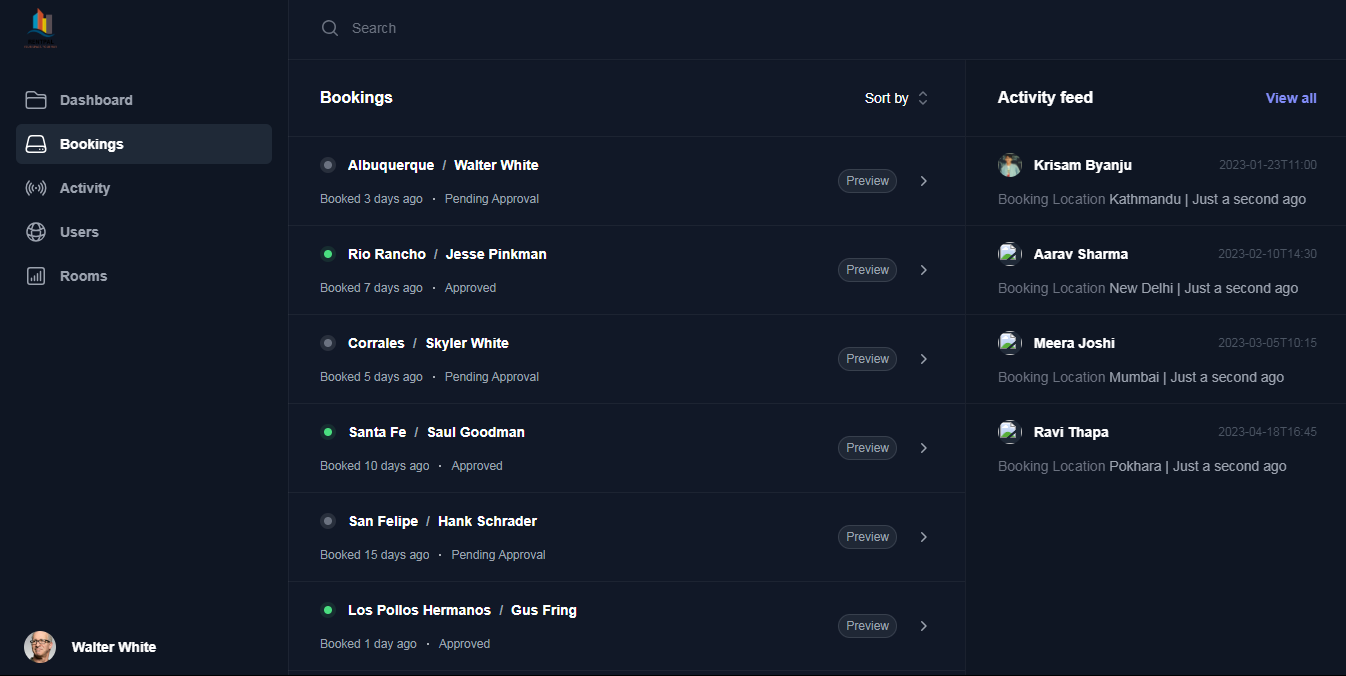 Search
Dashboard
Bookings
Activity
Users
Rooms
Walter White
Bookings
Sort by
Albuquerque / Walter White
Booked 3 days ago · Pending Approval
Preview
Rio Rancho / Jesse Pinkman
Booked 7 days ago · Approved
Preview
Corrales / Skyler White
Booked 5 days ago · Pending Approval
Preview
Santa Fe / Saul Goodman
Booked 10 days ago · Approved
Preview
San Felipe / Hank Schrader
Booked 15 days ago · Pending Approval
Preview
Los Pollos Hermanos / Gus Fring
Booked 1 day ago · Approved
Preview
Activity feed
View all
Krisam Byanju 2023-01-23T11:00
Booking Location Kathmandu | Just a second ago
Aarav Sharma 2023-02-10T14:30
Booking Location New Delhi | Just a second ago
Meera Joshi 2023-03-05T10:15
Booking Location Mumbai | Just a second ago
Ravi Thapa 2023-04-18T16:45
Booking Location Pokhara | Just a second ago